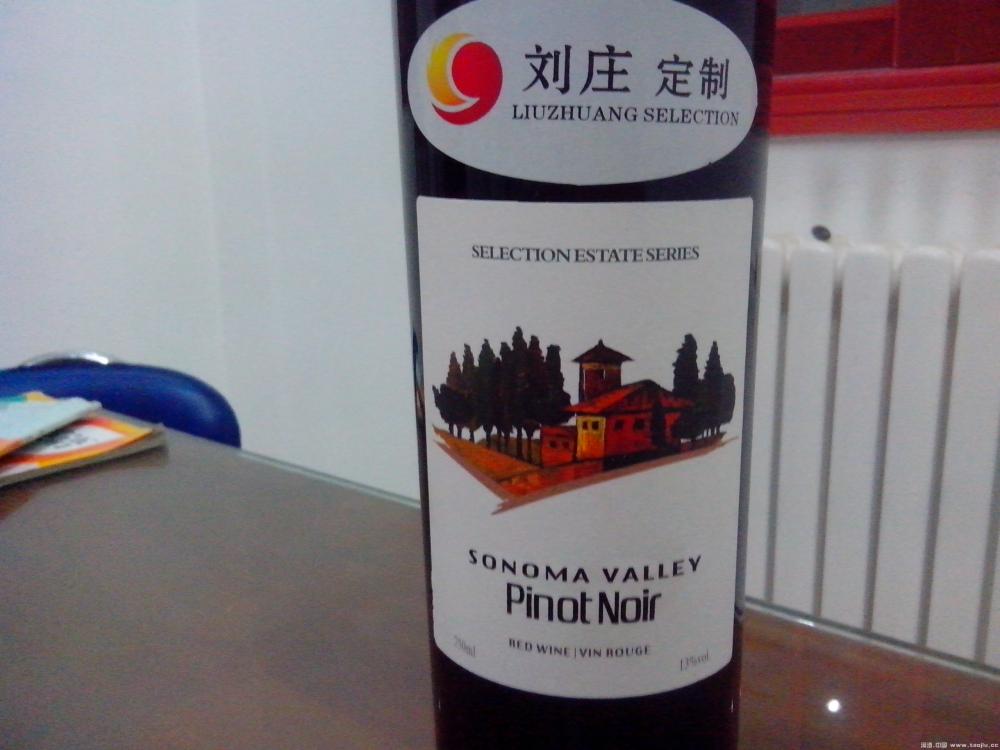 刘庄 定制
LIUZHUANG SELECTION
SELECTION ESTATE SERIES
SONOMA VALLEY
Pinot Noir
RED WINE | VIN ROUGE
750ml
13%vol